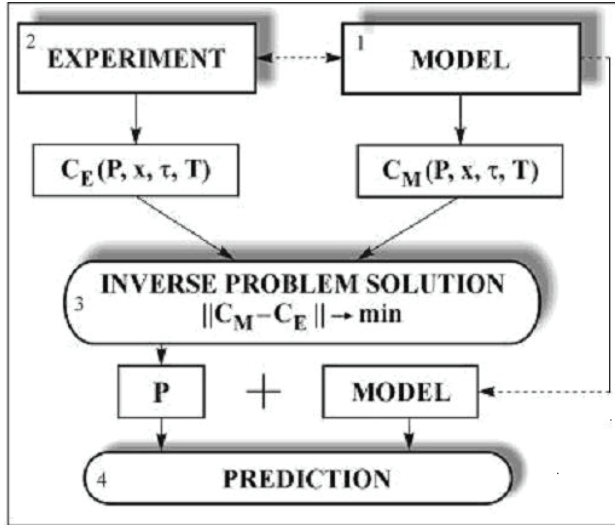 2 EXPERIMENT
1 MODEL
C_E (P, x, τ, T)
C_M (P, x, τ, T)
INVERSE PROBLEM SOLUTION
3 ||C_M – C_E || → min
P + MODEL
4 PREDICTION